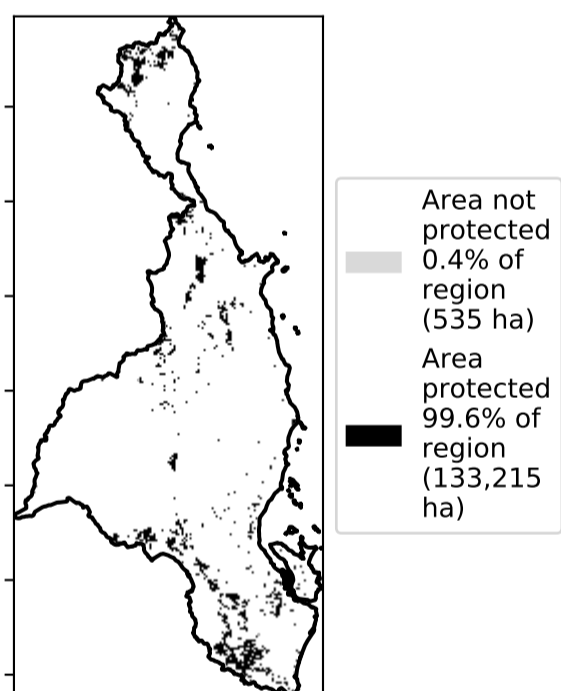 Area not
protected
0.4% of
region
(535 ha)
Area
protected
99.6% of
region
(133,215
ha)